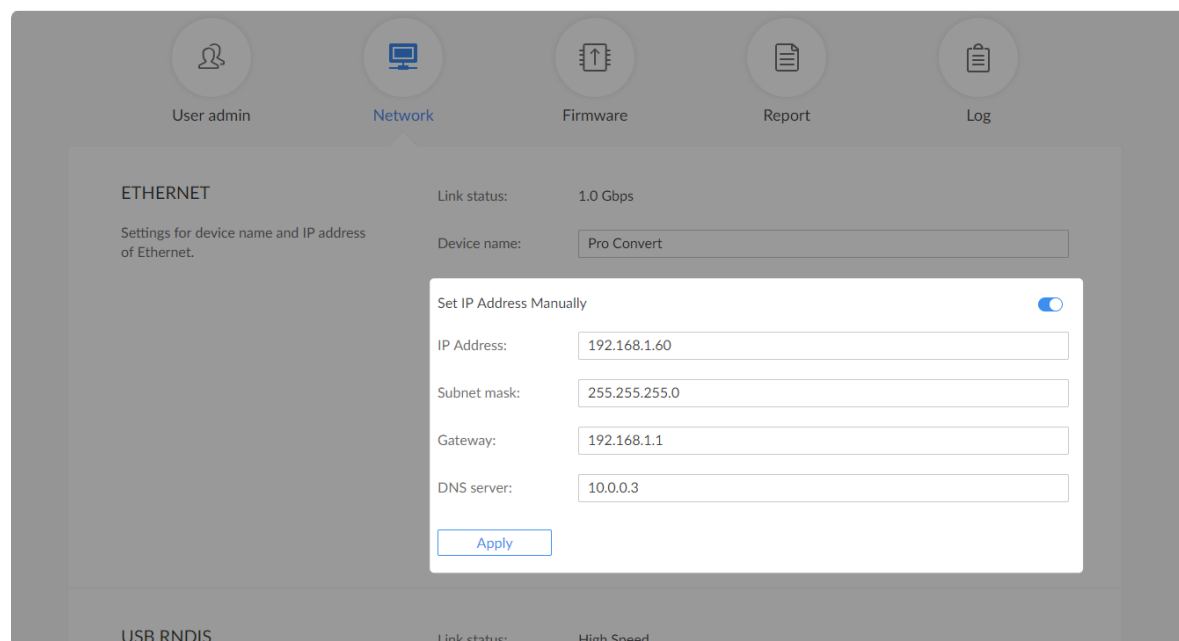 User admin
Network
Firmware
Report
Log
ETHERNET
Settings for device name and IP address
of Ethernet.
Link status: 1.0 Gbps
Device name: Pro Convert
Set IP Address Manually
IP Address: 192.168.1.60
Subnet mask: 255.255.255.0
Gateway: 192.168.1.1
DNS server: 10.0.0.3
Apply
USB RNDIS
Link status: High Speed